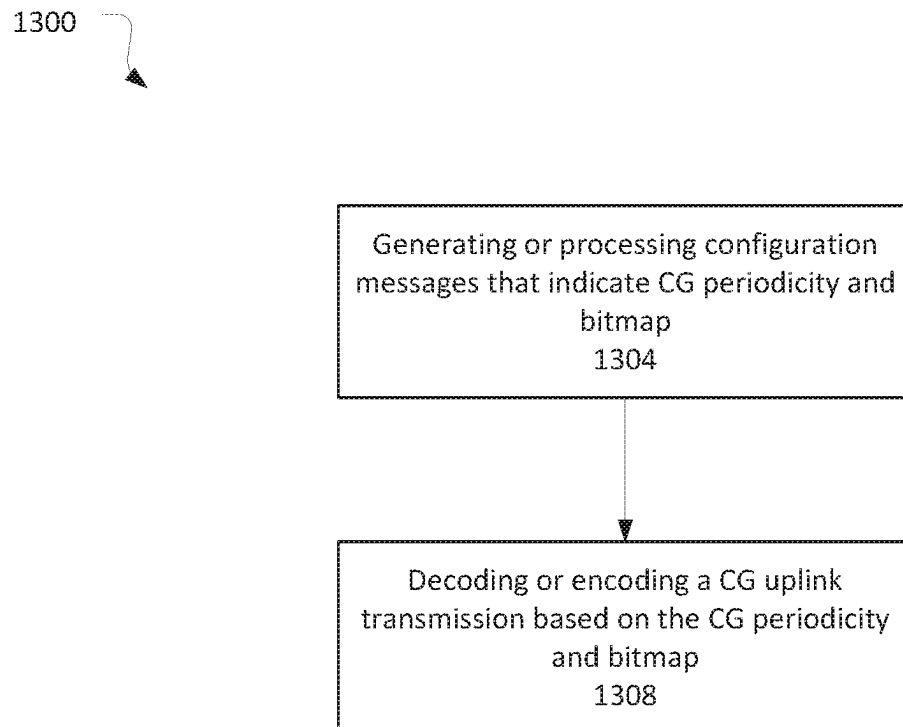 1300
Generating or processing configuration
messages that indicate CG periodicity and
bitmap
1304
Decoding or encoding a CG uplink
transmission based on the CG periodicity
and bitmap
1308